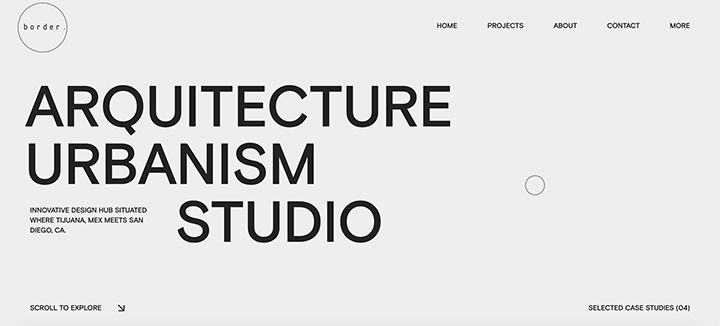 border.
HOME PROJECTS ABOUT CONTACT MORE
ARQUITECTURE
URBANISM
STUDIO
INNOVATIVE DESIGN HUB SITUATED
WHERE TIJUANA, MEX MEETS SAN
DIEGO, CA.
SCROLL TO EXPLORE
SELECTED CASE STUDIES (04)